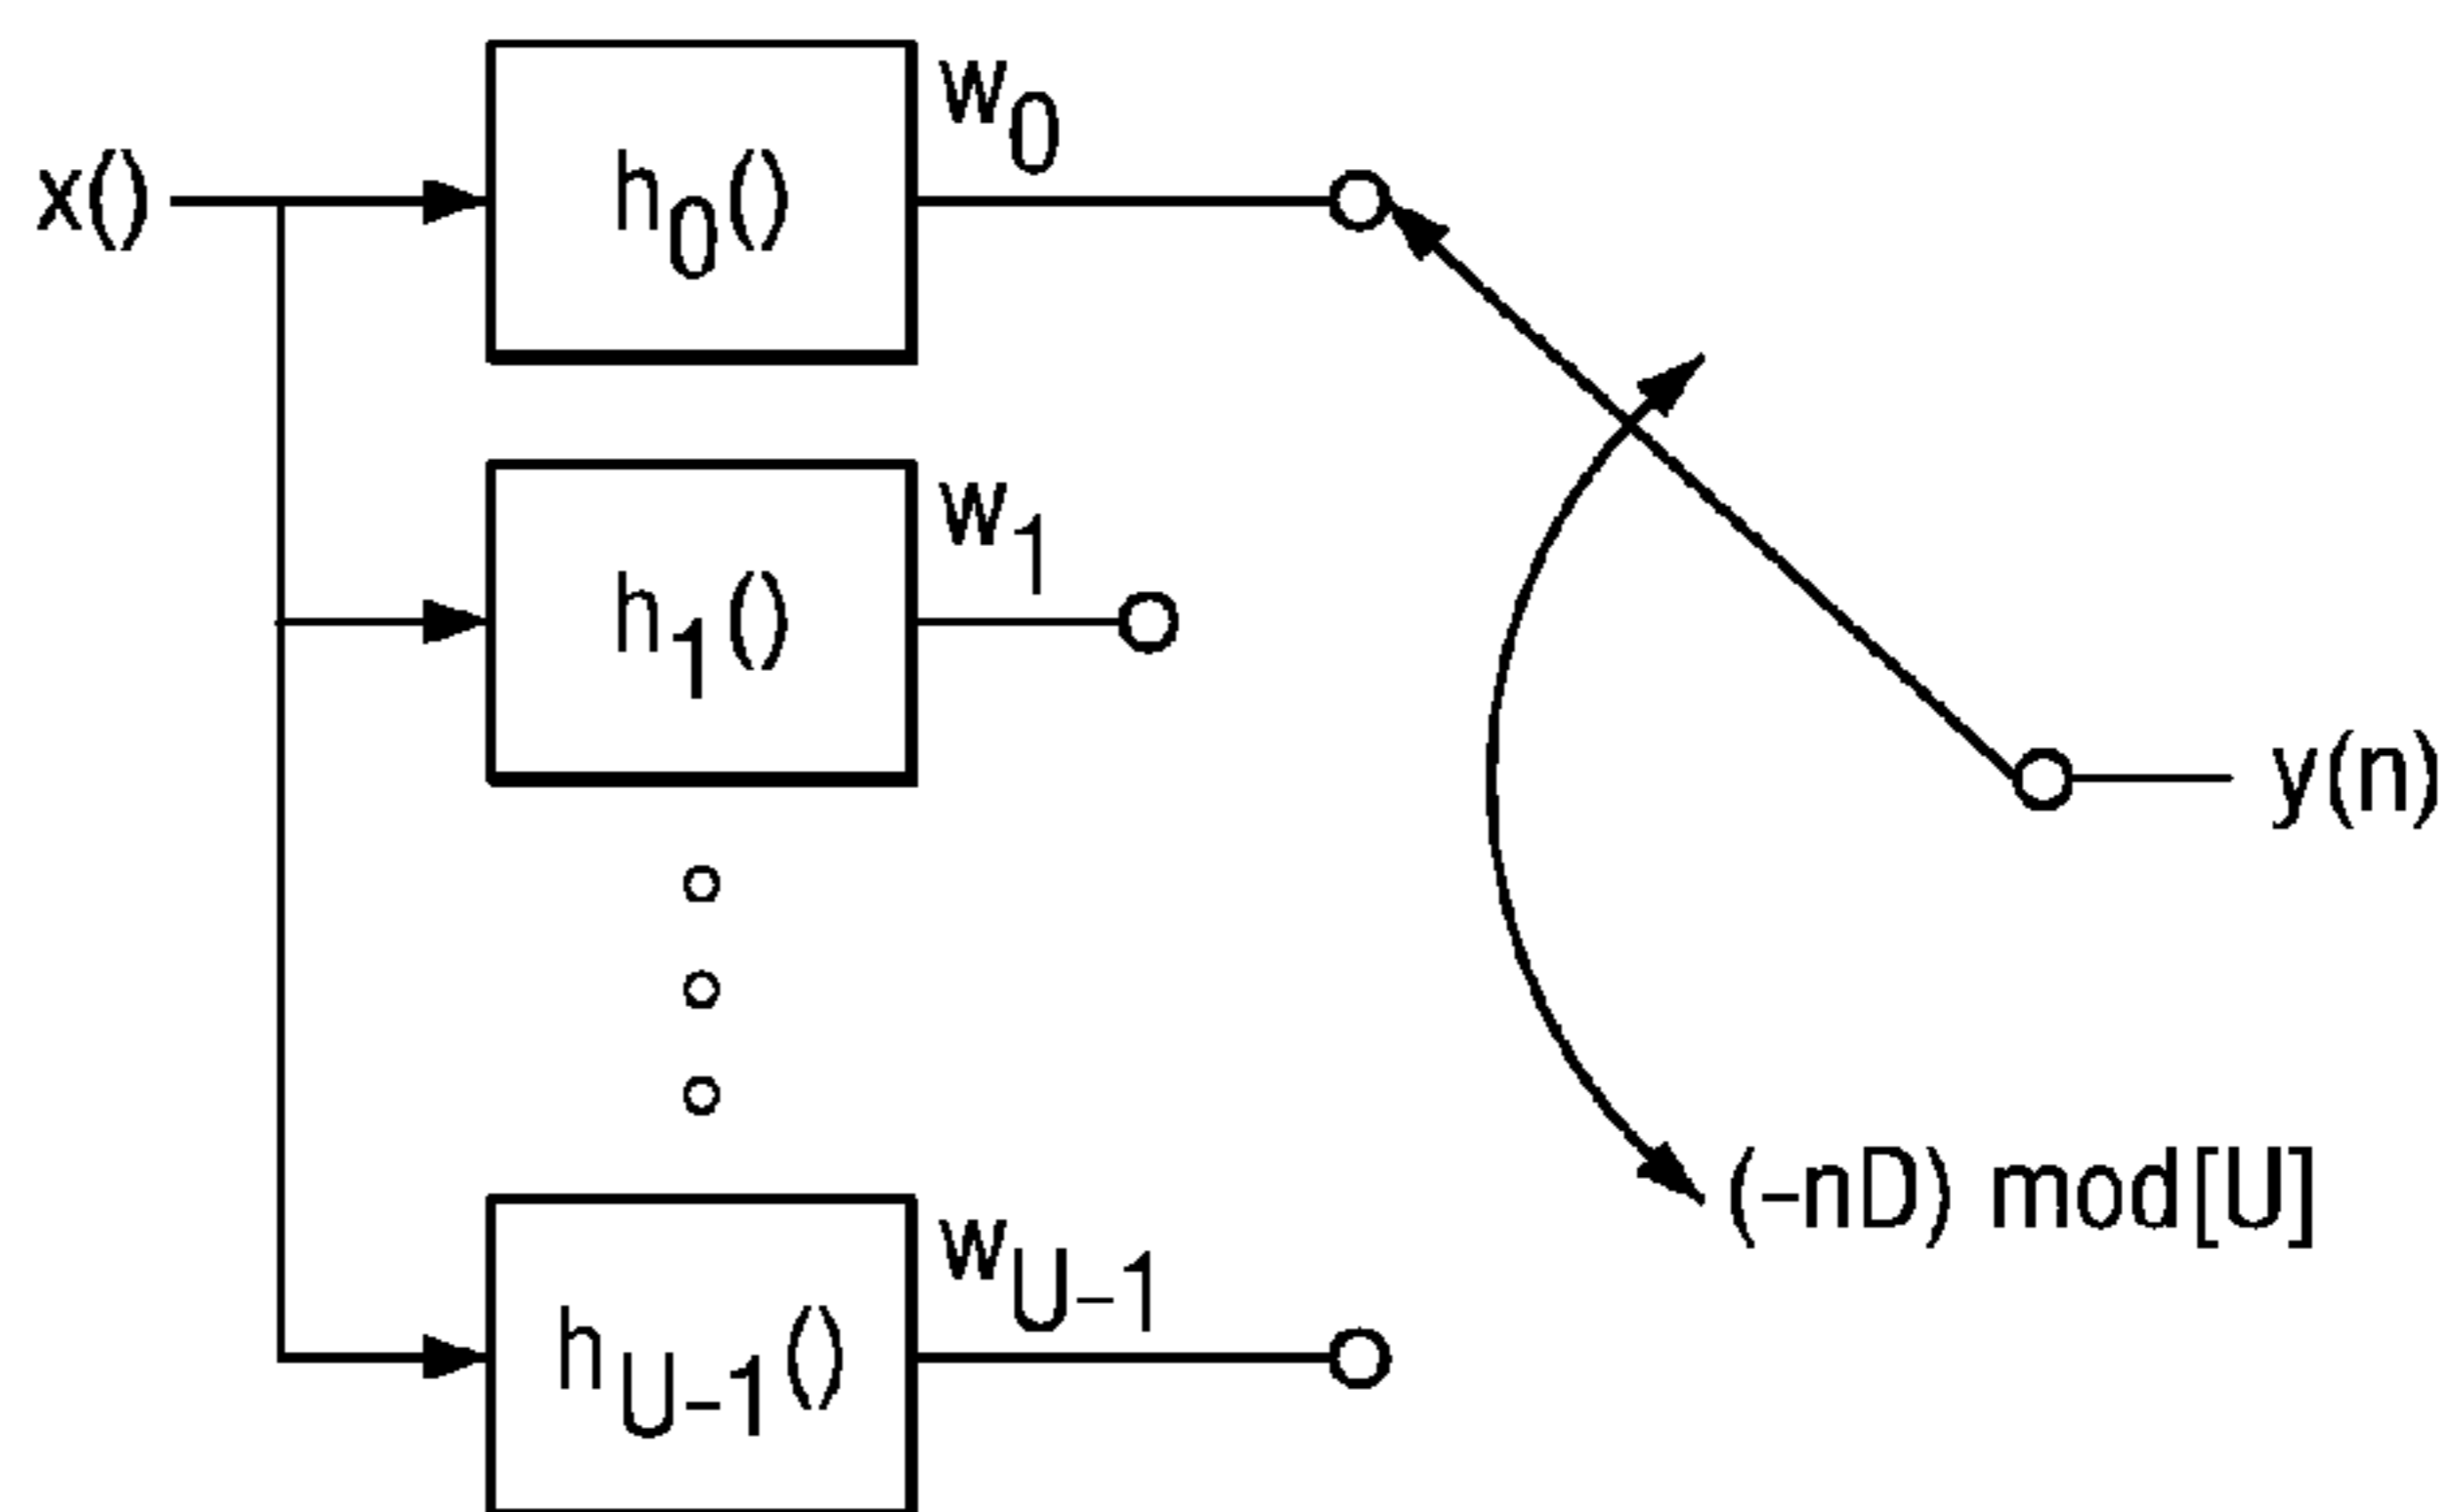 x()
h0()
w0
h1()
w1
y(n)
(-nD) mod[U]
hU-1()
wU-1